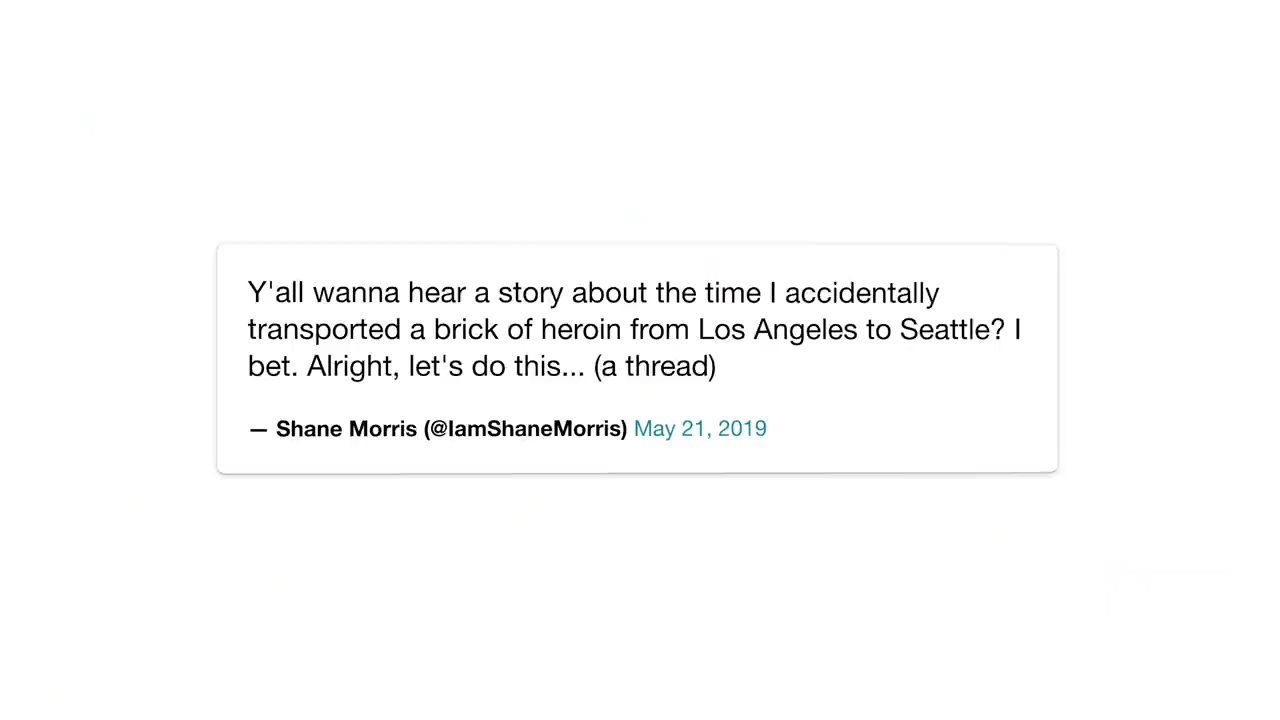 Y'all wanna hear a story about the time I accidentally
transported a brick of heroin from Los Angeles to Seattle? I
bet. Alright, let's do this... (a thread)
— Shane Morris (@IamShaneMorris) May 21, 2019